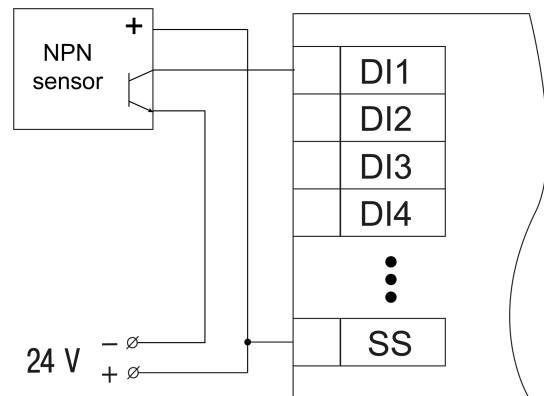 +
NPN
sensor
DI1
DI2
DI3
DI4
SS
24 V
−
+